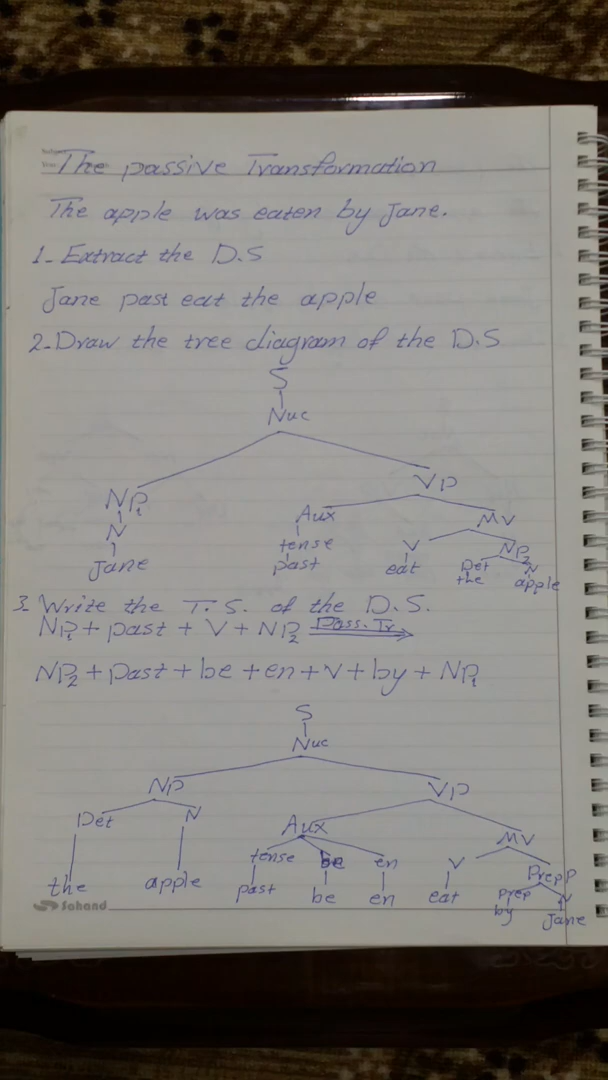 The passive Transformation
The apple was eaten by Jane.
1- Extract the D.S
Jane past eat the apple
2-Draw the tree diagram of the D.S
S
Nuc
NP1 VP
N Aux MV
Jane tense V NP2
past eat Det N
the apple
3- Write the T.S. of the D.S.
NP1 + past + V + NP2 Pass. Tr
NP2 + past + be + en + V + by + NP1
S
Nuc
NP VP
Det N Aux MV
tense be en V PrepP
the apple past be en eat prep N
by Jane
Sahand